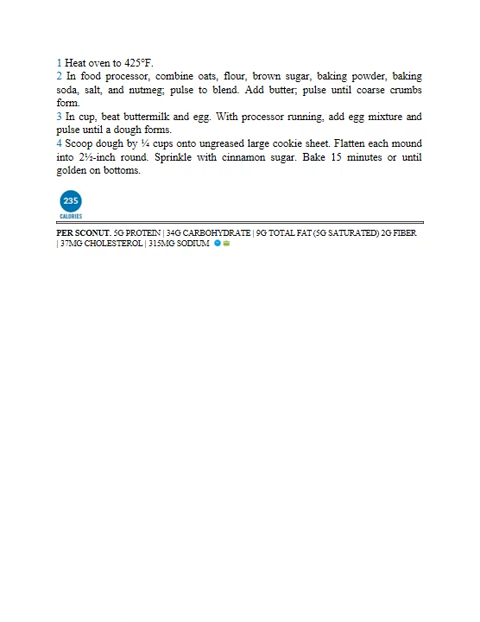 1 Heat oven to 425°F.
2 In food processor, combine oats, flour, brown sugar, baking powder, baking
soda, salt, and nutmeg; pulse to blend. Add butter; pulse until coarse crumbs
form.
3 In cup, beat buttermilk and egg. With processor running, add egg mixture and
pulse until a dough forms.
4 Scoop dough by ¼ cups onto ungreased large cookie sheet. Flatten each mound
into 2½-inch round. Sprinkle with cinnamon sugar. Bake 15 minutes or until
golden on bottoms.
235
CALORIES
PER SCONUT. 5G PROTEIN | 34G CARBOHYDRATE | 9G TOTAL FAT (5G SATURATED) 2G FIBER
| 37MG CHOLESTEROL | 315MG SODIUM